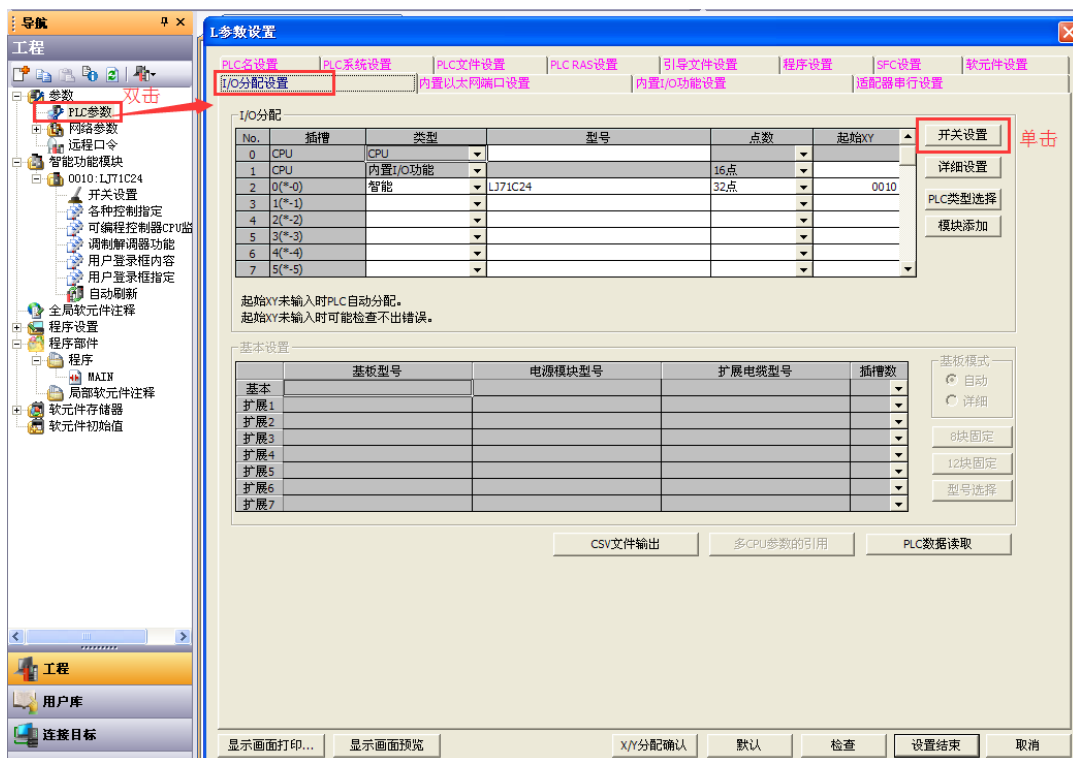 导航
工程
参数
双击
PLC参数
网络参数
远程口令
智能功能模块
0010:LJ71C24
开关设置
各种控制指定
可编程控制器CPU监
调制解调器功能
用户登录帧内容
用户登录帧指定
自动刷新
全局软元件注释
程序设置
程序部件
程序
MAIN
局部软元件注释
软元件存储器
软元件初始值
工程
用户库
连接目标
L参数设置
PLC名设置 PLC系统设置 PLC文件设置 PLC RAS设置 引导文件设置 程序设置 SFC设置 软元件设置
I/O分配设置 内置以太网端口设置 内置I/O功能设置 适配器串行设置
I/O分配
No. 插槽 类型 型号 点数 起始XY
0 CPU CPU
1 CPU 内置I/O功能 16点
2 0(*-0) 智能 LJ71C24 32点 0010
3 1(*-1)
4 2(*-2)
5 3(*-3)
6 4(*-4)
7 5(*-5)
开关设置
单击
详细设置
PLC类型选择
模块添加
起始XY未输入时PLC自动分配。
起始XY未输入时可能检查不出错误。
基本设置
基板型号 电源模块型号 扩展电缆型号 插槽数
基本
扩展1
扩展2
扩展3
扩展4
扩展5
扩展6
扩展7
基板模式
自动
详细
8块固定
12块固定
型号选择
CSV文件输出 多CPU参数的引用 PLC数据读取
显示画面打印... 显示画面预览 X/Y分配确认 默认 检查 设置结束 取消